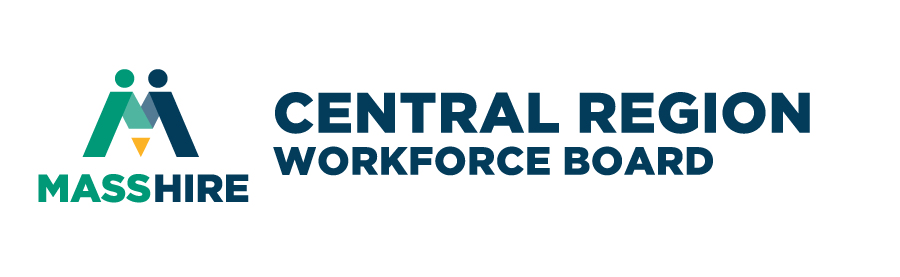 MASSHIRE
CENTRAL REGION
WORKFORCE BOARD